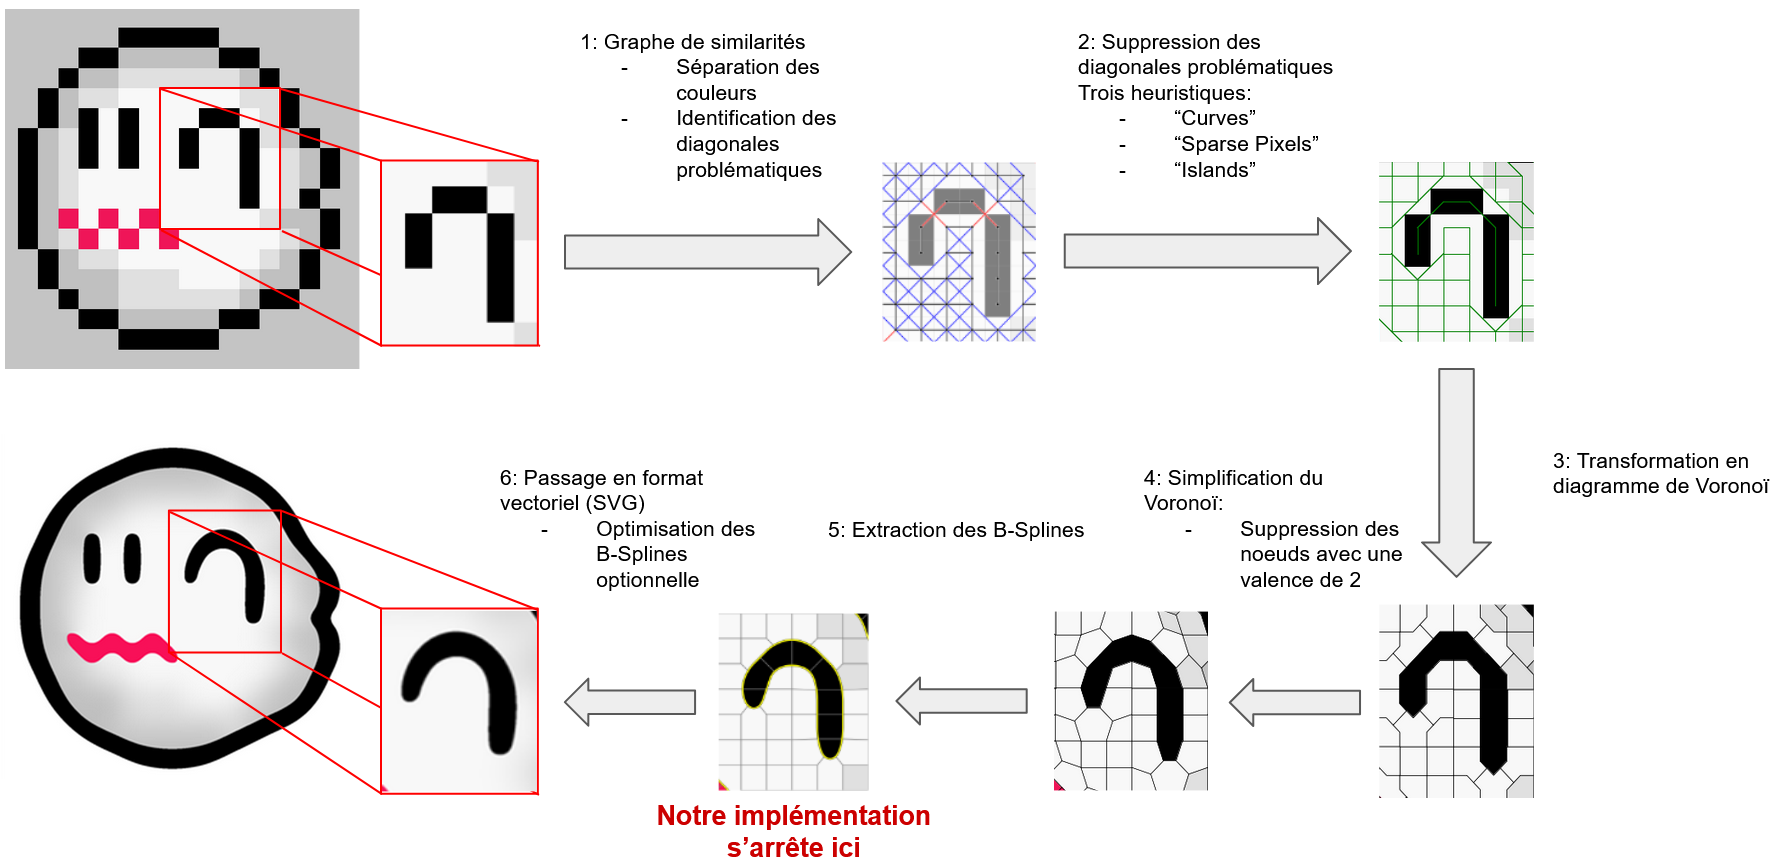 1: Graphe de similarités
- Séparation des
couleurs
- Identification des
diagonales
problématiques
2: Suppression des
diagonales problématiques
Trois heuristiques:
- “Curves”
- “Sparse Pixels”
- “Islands”
3: Transformation en
diagramme de Voronoï
4: Simplification du
Voronoï:
- Suppression des
noeuds avec une
valence de 2
5: Extraction des B-Splines
6: Passage en format
vectoriel (SVG)
- Optimisation des
B-Splines
optionnelle
Notre implémentation
s’arrête ici